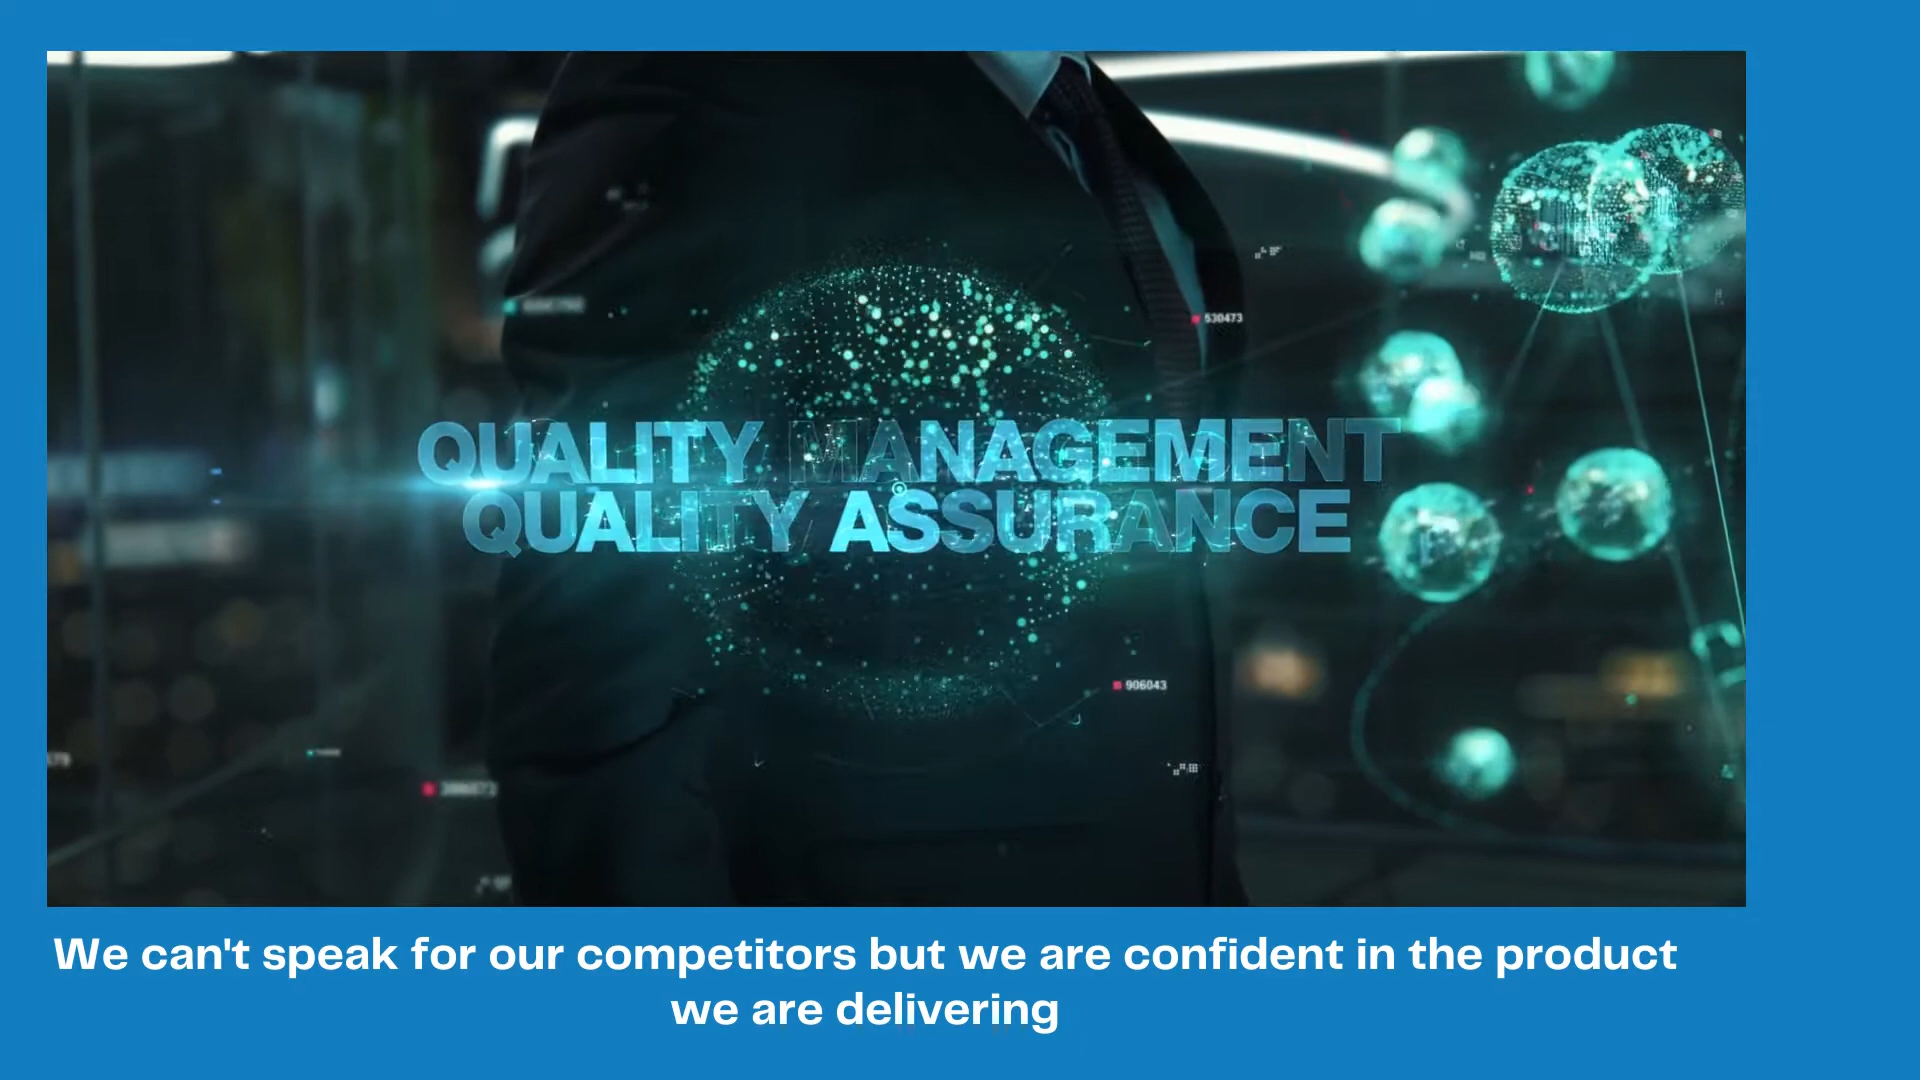 QUALITY MANAGEMENT
QUALITY ASSURANCE
530473
906043
We can't speak for our competitors but we are confident in the product
we are delivering